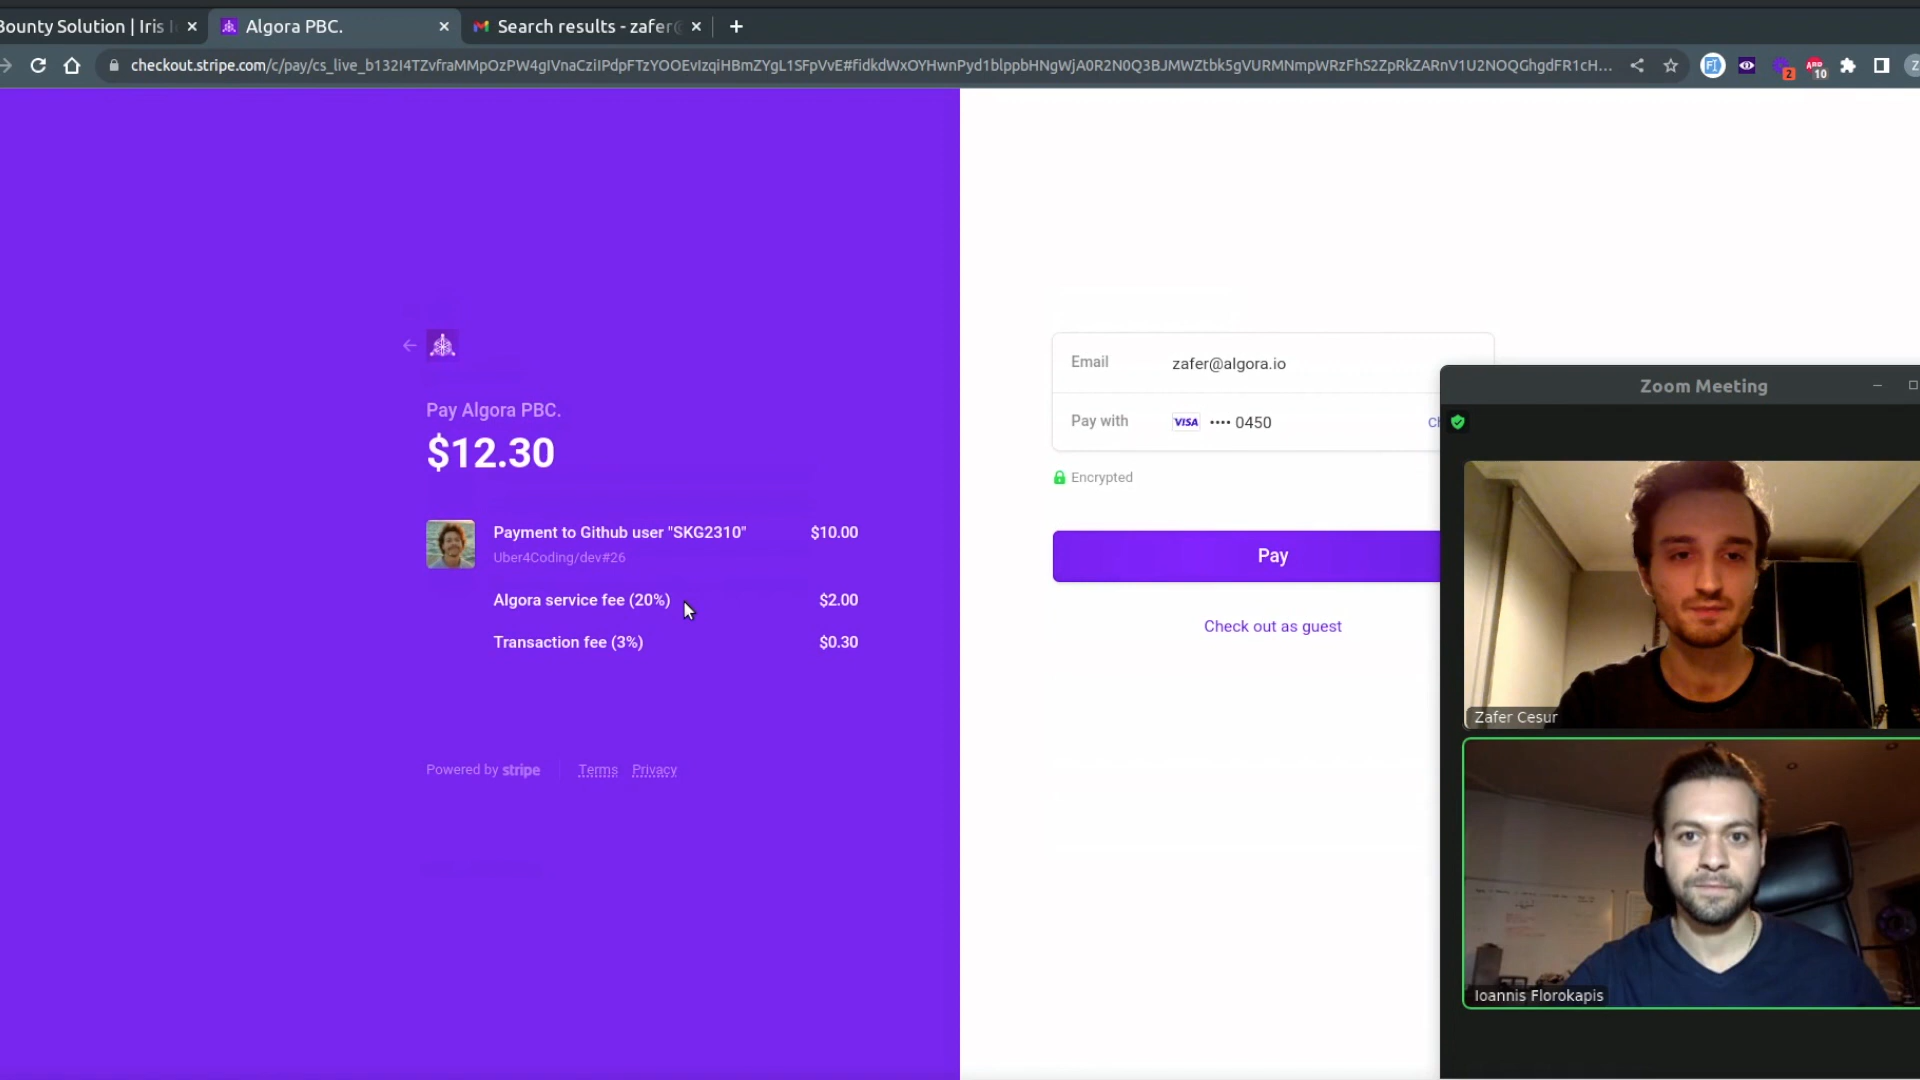 Bounty Solution | Iris
Algora PBC.
Search results - zafer@
checkout.stripe.com/c/pay/
2
10
Pay Algora PBC.
$12.30
Payment to Github user "SKG2310" $10.00
Uber4Coding/dev#26
Algora service fee (20%) $2.00
Transaction fee (3%) $0.30
Powered by stripe
Terms Privacy
Email zafer@algora.io
Pay with VISA •••• 0450
Encrypted
Pay
Check out as guest
Zoom Meeting
Zafer Cesur
Ioannis Florokapis